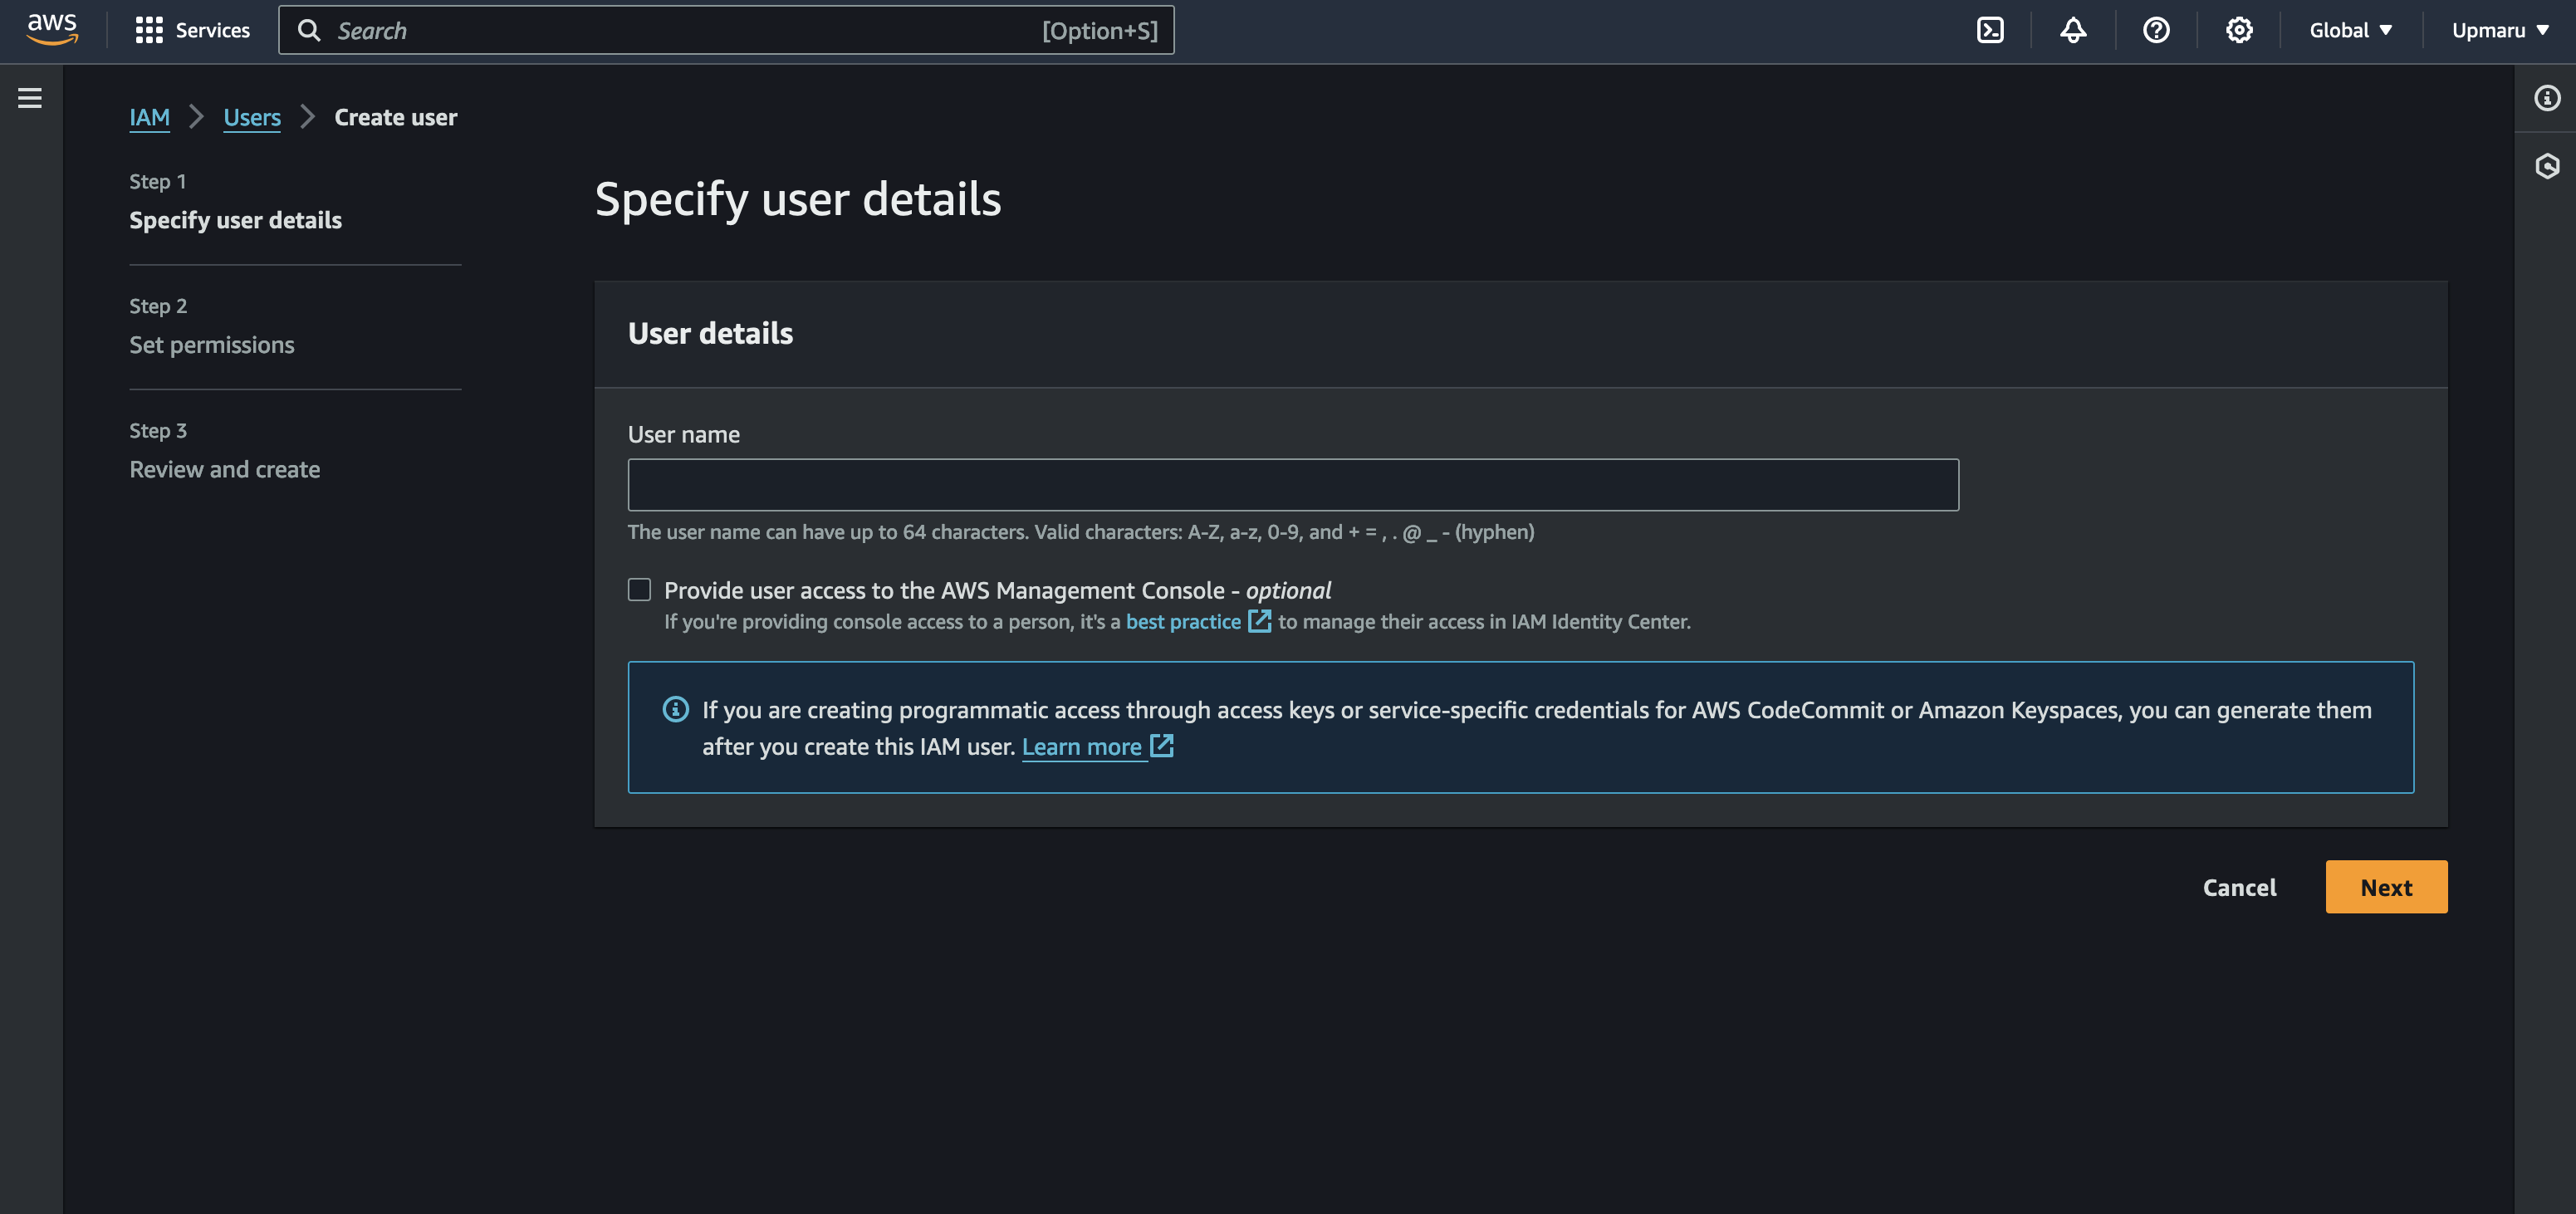 aws
Services
Search
[Option+S]
Global
Upmaru
IAM
Users
Create user
Step 1
Specify user details
Step 2
Set permissions
Step 3
Review and create
Specify user details
User details
User name
The user name can have up to 64 characters. Valid characters: A-Z, a-z, 0-9, and + = , . @ _ - (hyphen)
Provide user access to the AWS Management Console - optional
If you're providing console access to a person, it's a best practice to manage their access in IAM Identity Center.
If you are creating programmatic access through access keys or service-specific credentials for AWS CodeCommit or Amazon Keyspaces, you can generate them
after you create this IAM user. Learn more
Cancel
Next